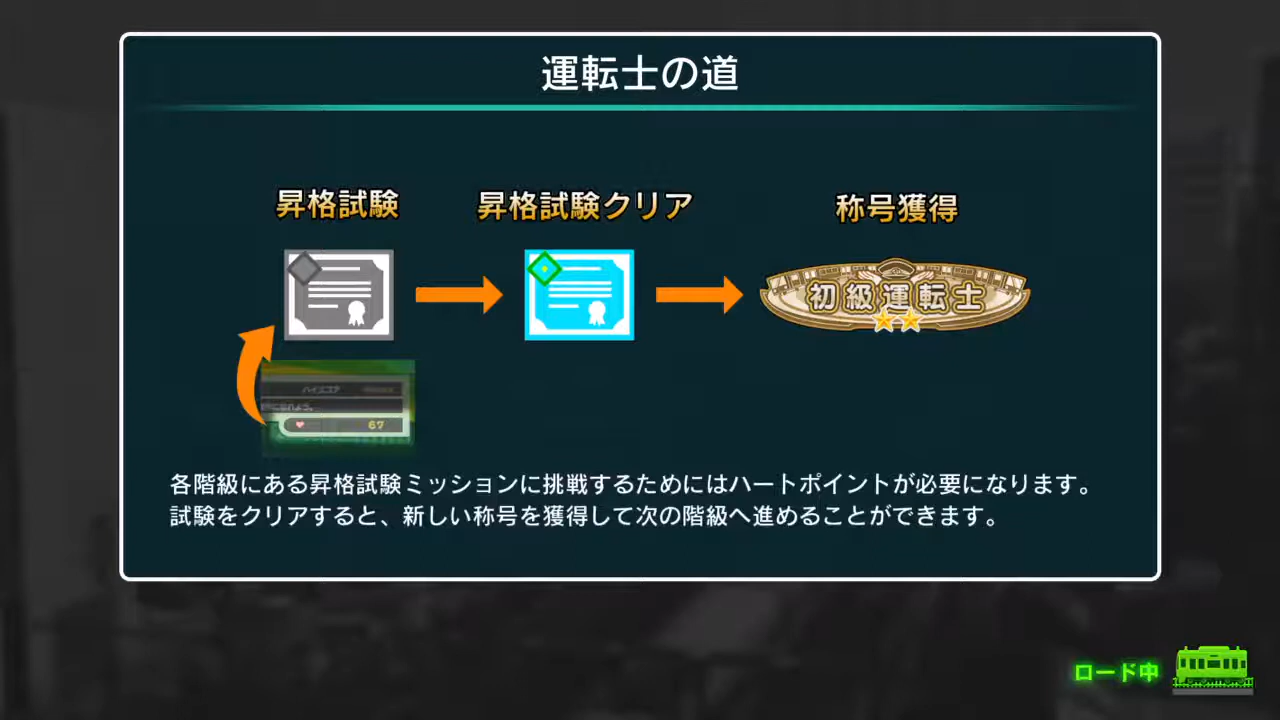 運転士の道
昇格試験
昇格試験クリア
称号獲得
初級運転士
ハイスコア
67
各階級にある昇格試験ミッションに挑戦するためにはハートポイントが必要になります。
試験をクリアすると、新しい称号を獲得して次の階級へ進めることができます。
ロード中